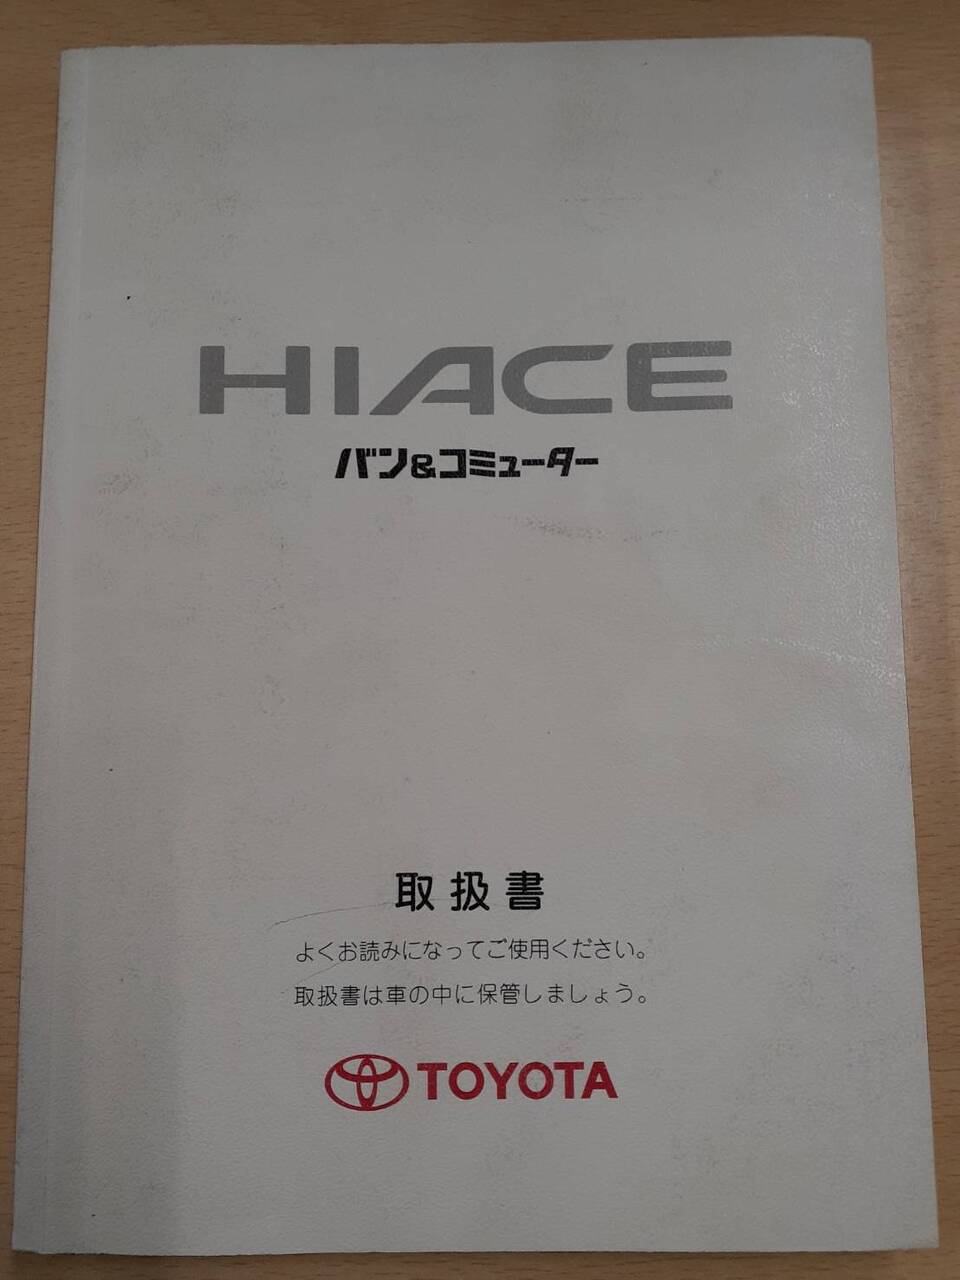 HIACE
バン&コミューター
取扱書
よくお読みになってご使用ください。
取扱書は車の中に保管しましょう。
TOYOTA